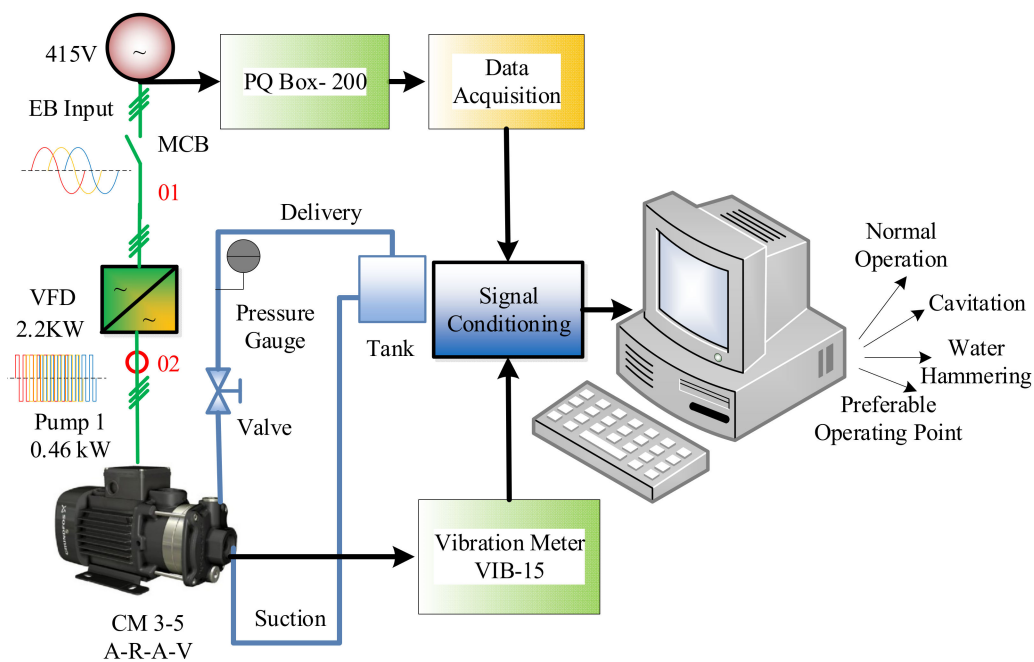 415V
EB Input
MCB
01
VFD
2.2KW
02
Pump 1
0.46 kW
CM 3-5
A-R-A-V
PQ Box- 200
Data
Acquisition
Delivery
Pressure
Gauge
Tank
Valve
Suction
Signal
Conditioning
Vibration Meter
VIB-15
Normal
Operation
Cavitation
Water
Hammering
Preferable
Operating Point